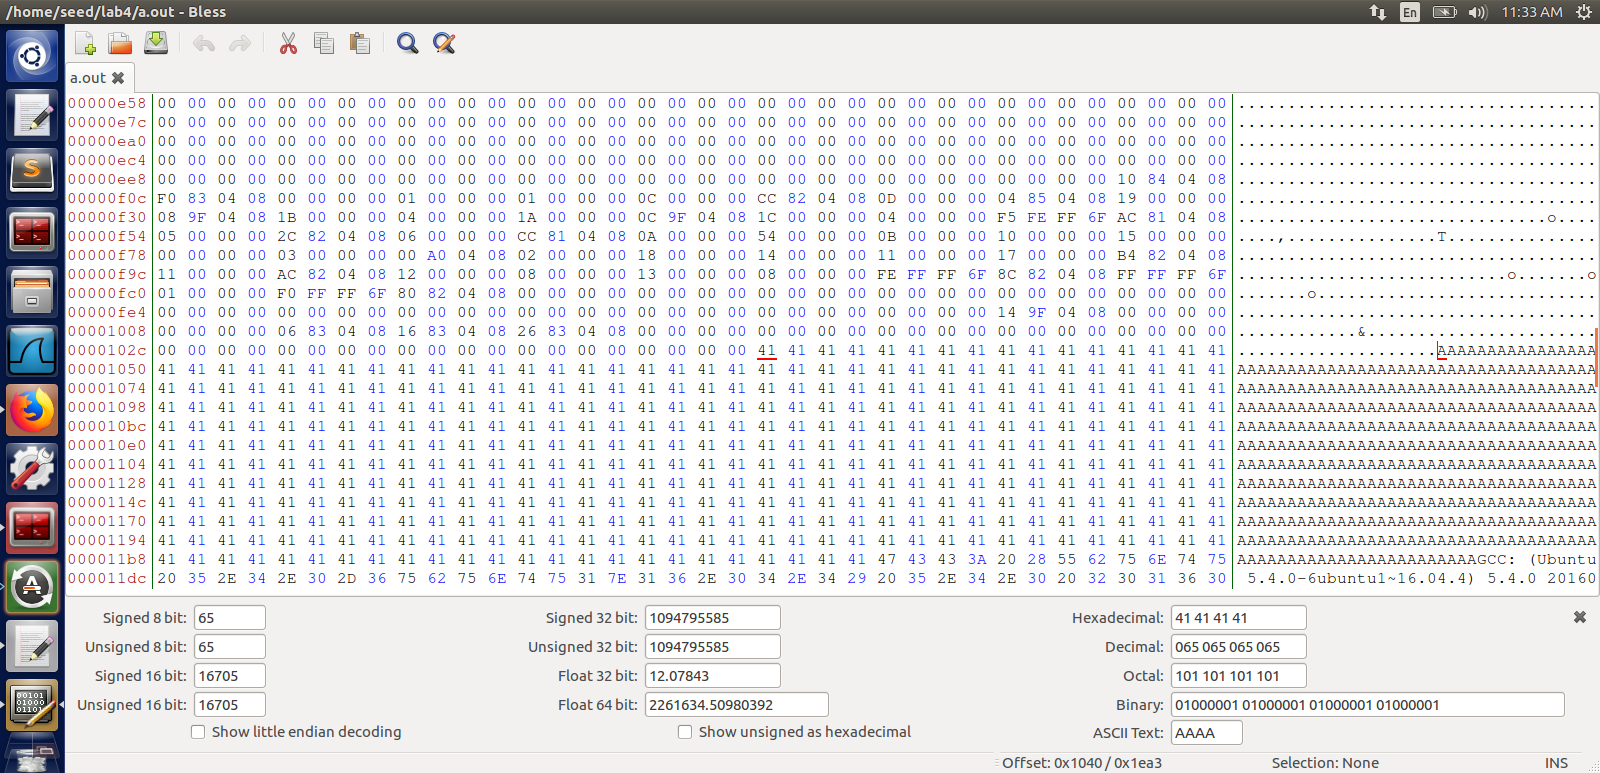 /home/seed/lab4/a.out - Bless
En
11:33 AM
a.out
00000e58 00 00 00 00 00 00 00 00 00 00 00 00 00 00 00 00 00 00 00 00 00 00 00 00 00 00 00 00 00 00 00 00 00 00 00 00 ....................................
00000e7c 00 00 00 00 00 00 00 00 00 00 00 00 00 00 00 00 00 00 00 00 00 00 00 00 00 00 00 00 00 00 00 00 00 00 00 00 ....................................
00000ea0 00 00 00 00 00 00 00 00 00 00 00 00 00 00 00 00 00 00 00 00 00 00 00 00 00 00 00 00 00 00 00 00 00 00 00 00 ....................................
00000ec4 00 00 00 00 00 00 00 00 00 00 00 00 00 00 00 00 00 00 00 00 00 00 00 00 00 00 00 00 00 00 00 00 00 00 00 00 ....................................
00000ee8 00 00 00 00 00 00 00 00 00 00 00 00 00 00 00 00 00 00 00 00 00 00 00 00 00 00 00 00 00 00 00 00 10 84 04 08 ....................................
00000f0c F0 83 04 08 00 00 00 00 01 00 00 00 01 00 00 00 0C 00 00 00 CC 82 04 08 0D 00 00 00 04 85 04 08 19 00 00 00 ....................................
00000f30 08 9F 04 08 1B 00 00 00 04 00 00 00 1A 00 00 00 0C 9F 04 08 1C 00 00 00 04 00 00 00 F5 FE FF 6F AC 81 04 08 ...............................o....
00000f54 05 00 00 00 2C 82 04 08 06 00 00 00 CC 81 04 08 0A 00 00 00 54 00 00 00 0B 00 00 00 10 00 00 00 15 00 00 00 ....,...............T...............
00000f78 00 00 00 00 03 00 00 00 00 A0 04 08 02 00 00 00 18 00 00 00 14 00 00 00 11 00 00 00 17 00 00 00 B4 82 04 08 ....................................
00000f9c 11 00 00 00 AC 82 04 08 12 00 00 00 08 00 00 00 13 00 00 00 08 00 00 00 FE FF FF 6F 8C 82 04 08 FF FF FF 6F ...........................o.......o
00000fc0 01 00 00 00 F0 FF FF 6F 80 82 04 08 00 00 00 00 00 00 00 00 00 00 00 00 00 00 00 00 00 00 00 00 00 00 00 00 .......o............................
00000fe4 00 00 00 00 00 00 00 00 00 00 00 00 00 00 00 00 00 00 00 00 00 00 00 00 00 00 00 00 14 9F 04 08 00 00 00 00 ....................................
00001008 00 00 00 00 06 83 04 08 16 83 04 08 26 83 04 08 00 00 00 00 00 00 00 00 00 00 00 00 00 00 00 00 00 00 00 00 ............&.......................
0000102c 00 00 00 00 00 00 00 00 00 00 00 00 00 00 00 00 00 00 00 00 41 41 41 41 41 41 41 41 41 41 41 41 41 41 41 41 ....................AAAAAAAAAAAAAAAA
00001050 41 41 41 41 41 41 41 41 41 41 41 41 41 41 41 41 41 41 41 41 41 41 41 41 41 41 41 41 41 41 41 41 41 41 41 41 AAAAAAAAAAAAAAAAAAAAAAAAAAAAAAAAAAAA
00001074 41 41 41 41 41 41 41 41 41 41 41 41 41 41 41 41 41 41 41 41 41 41 41 41 41 41 41 41 41 41 41 41 41 41 41 41 AAAAAAAAAAAAAAAAAAAAAAAAAAAAAAAAAAAA
00001098 41 41 41 41 41 41 41 41 41 41 41 41 41 41 41 41 41 41 41 41 41 41 41 41 41 41 41 41 41 41 41 41 41 41 41 41 AAAAAAAAAAAAAAAAAAAAAAAAAAAAAAAAAAAA
000010bc 41 41 41 41 41 41 41 41 41 41 41 41 41 41 41 41 41 41 41 41 41 41 41 41 41 41 41 41 41 41 41 41 41 41 41 41 AAAAAAAAAAAAAAAAAAAAAAAAAAAAAAAAAAAA
000010e0 41 41 41 41 41 41 41 41 41 41 41 41 41 41 41 41 41 41 41 41 41 41 41 41 41 41 41 41 41 41 41 41 41 41 41 41 AAAAAAAAAAAAAAAAAAAAAAAAAAAAAAAAAAAA
00001104 41 41 41 41 41 41 41 41 41 41 41 41 41 41 41 41 41 41 41 41 41 41 41 41 41 41 41 41 41 41 41 41 41 41 41 41 AAAAAAAAAAAAAAAAAAAAAAAAAAAAAAAAAAAA
00001128 41 41 41 41 41 41 41 41 41 41 41 41 41 41 41 41 41 41 41 41 41 41 41 41 41 41 41 41 41 41 41 41 41 41 41 41 AAAAAAAAAAAAAAAAAAAAAAAAAAAAAAAAAAAA
0000114c 41 41 41 41 41 41 41 41 41 41 41 41 41 41 41 41 41 41 41 41 41 41 41 41 41 41 41 41 41 41 41 41 41 41 41 41 AAAAAAAAAAAAAAAAAAAAAAAAAAAAAAAAAAAA
00001170 41 41 41 41 41 41 41 41 41 41 41 41 41 41 41 41 41 41 41 41 41 41 41 41 41 41 41 41 41 41 41 41 41 41 41 41 AAAAAAAAAAAAAAAAAAAAAAAAAAAAAAAAAAAA
00001194 41 41 41 41 41 41 41 41 41 41 41 41 41 41 41 41 41 41 41 41 41 41 41 41 41 41 41 41 41 41 41 41 41 41 41 41 AAAAAAAAAAAAAAAAAAAAAAAAAAAAAAAAAAAA
000011b8 41 41 41 41 41 41 41 41 41 41 41 41 41 41 41 41 41 41 41 41 41 41 41 41 47 43 43 3A 20 28 55 62 75 6E 74 75 AAAAAAAAAAAAAAAAAAAAAAAAGCC: (Ubuntu
000011dc 20 35 2E 34 2E 30 2D 36 75 62 75 6E 74 75 31 7E 31 36 2E 30 34 2E 34 29 20 35 2E 34 2E 30 20 32 30 31 36 30  5.4.0-6ubuntu1~16.04.4) 5.4.0 20160
Signed 8 bit: 65 Signed 32 bit: 1094795585 Hexadecimal: 41 41 41 41
Unsigned 8 bit: 65 Unsigned 32 bit: 1094795585 Decimal: 065 065 065 065
Signed 16 bit: 16705 Float 32 bit: 12.07843 Octal: 101 101 101 101
Unsigned 16 bit: 16705 Float 64 bit: 2261634.50980392 Binary: 01000001 01000001 01000001 01000001
Show little endian decoding Show unsigned as hexadecimal ASCII Text: AAAA
Offset: 0x1040 / 0x1ea3 Selection: None INS